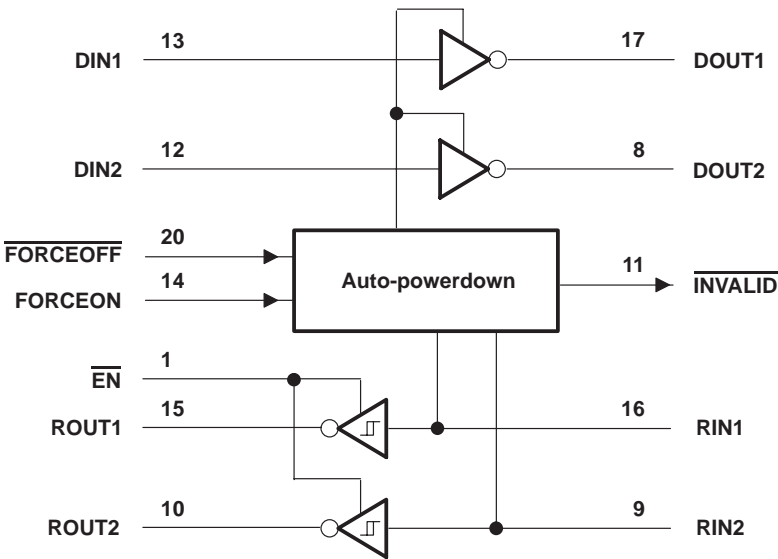 DIN1 13 17 DOUT1
DIN2 12 8 DOUT2
FORCEOFF 20
Auto-powerdown
11 INVALID
FORCEON 14
EN 1
ROUT1 15 16 RIN1
ROUT2 10 9 RIN2